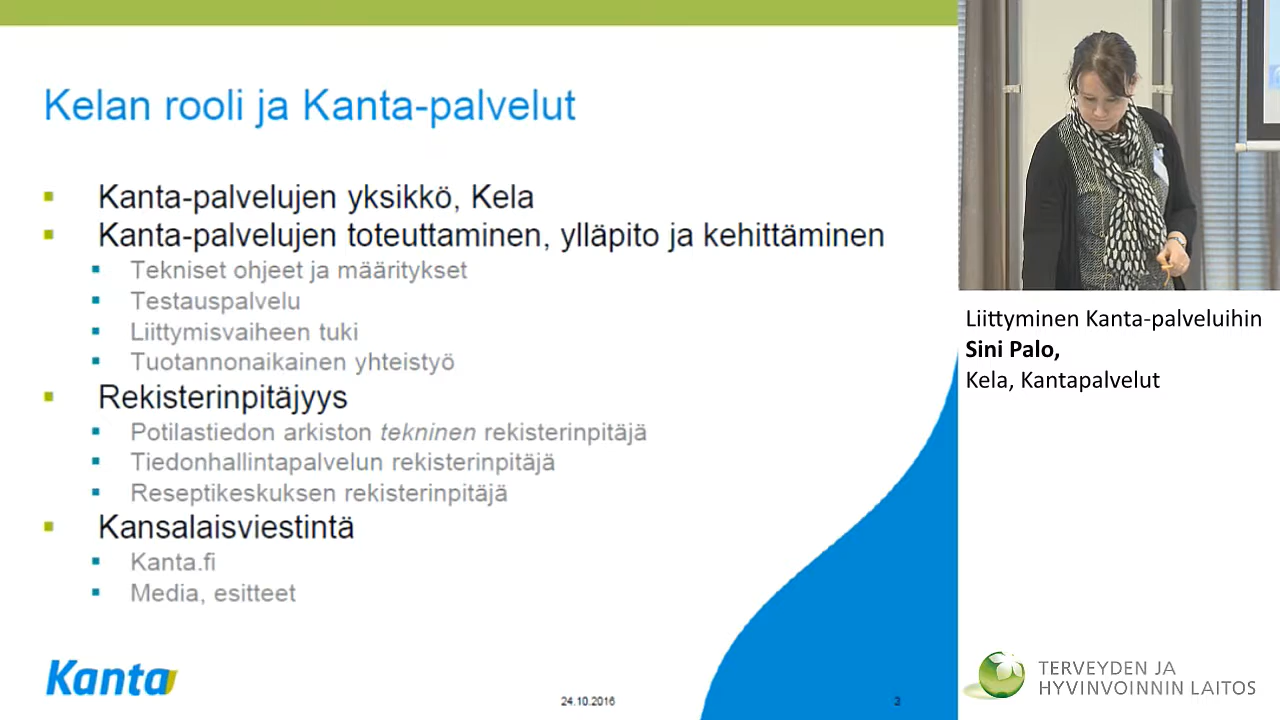 Kelan rooli ja Kanta-palvelut
Kanta-palvelujen yksikkö, Kela
Kanta-palvelujen toteuttaminen, ylläpito ja kehittäminen
Tekniset ohjeet ja määritykset
Testauspalvelu
Liittymisvaiheen tuki
Tuotannonaikainen yhteistyö
Rekisterinpitäjyys
Potilastiedon arkiston tekninen rekisterinpitäjä
Tiedonhallintapalvelun rekisterinpitäjä
Reseptikeskuksen rekisterinpitäjä
Kansalaisviestintä
Kanta.fi
Media, esitteet
Kanta
24.10.2016
3
Liittyminen Kanta-palveluihin
Sini Palo,
Kela, Kantapalvelut
TERVEYDEN JA
HYVINVOINNIN LAITOS